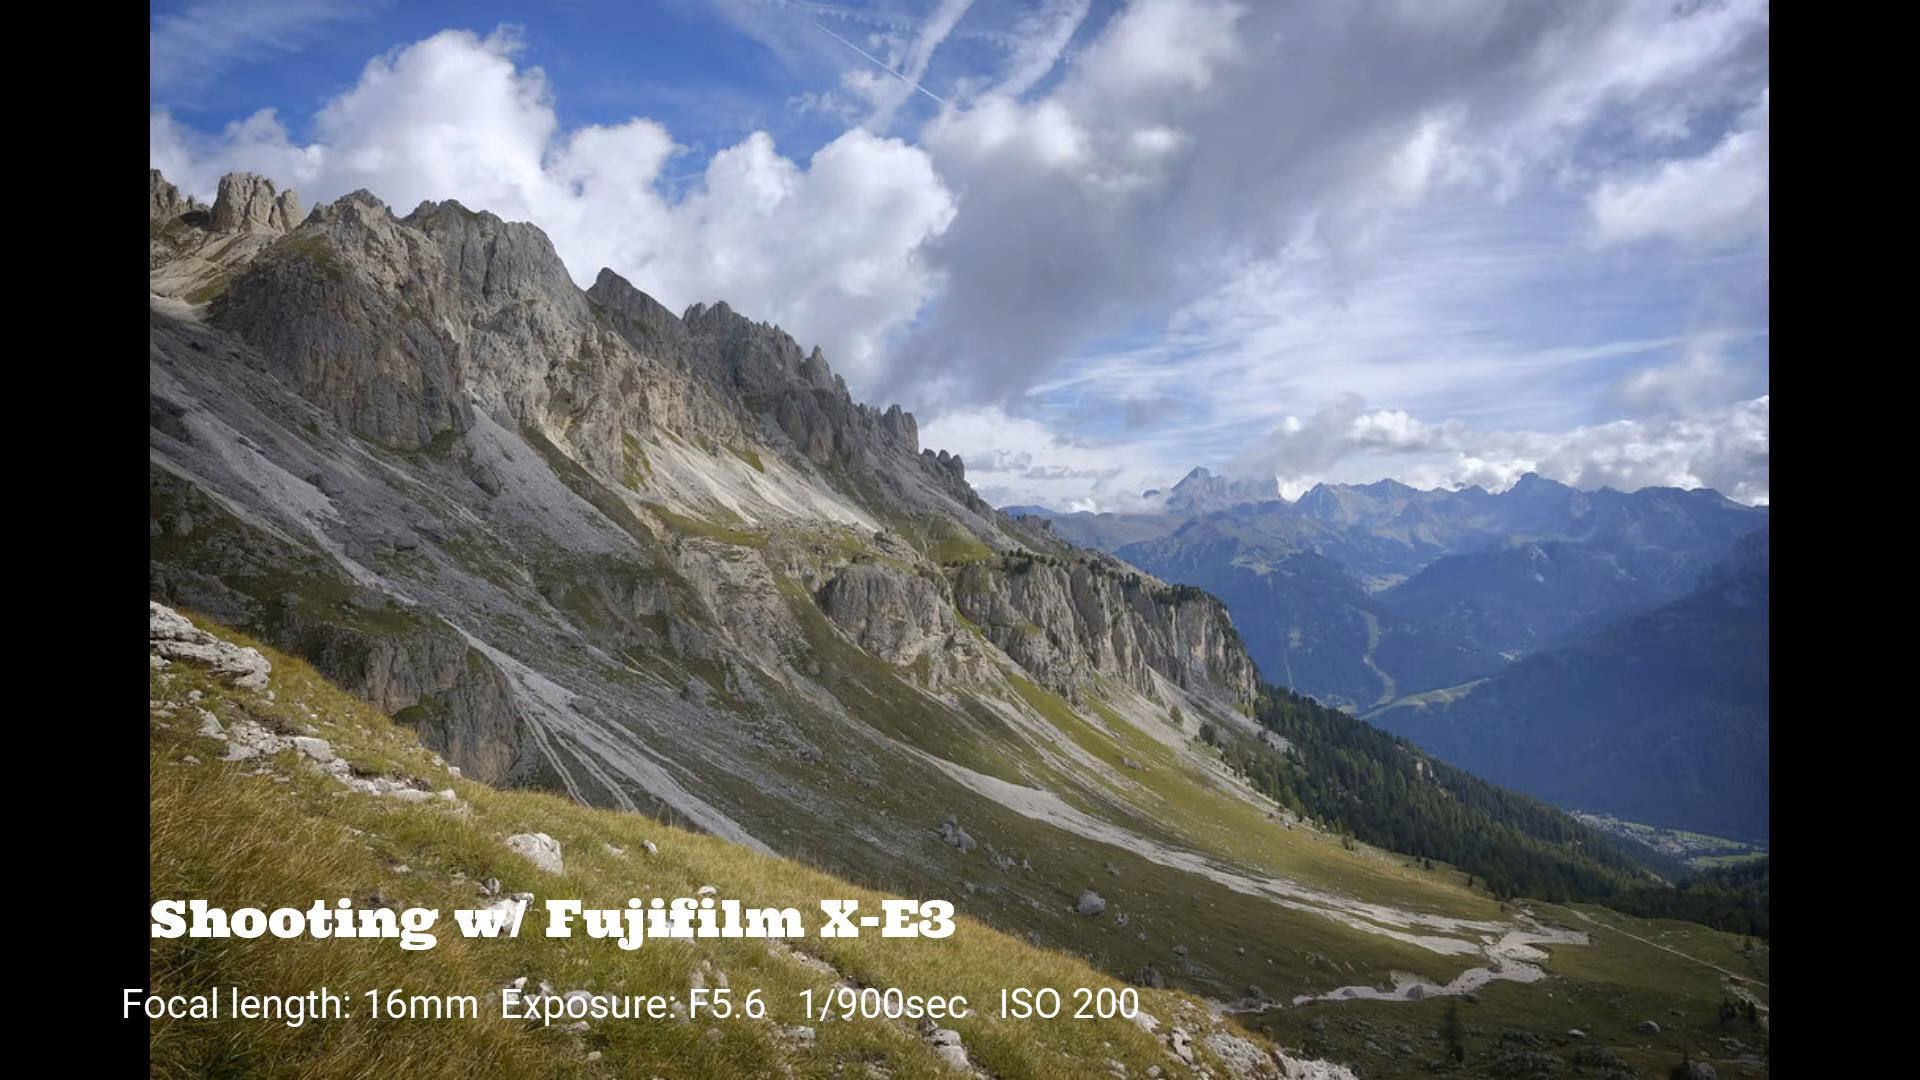 Shooting w/ Fujifilm X-E3
Focal length: 16mm Exposure: F5.6 1/900sec ISO 200